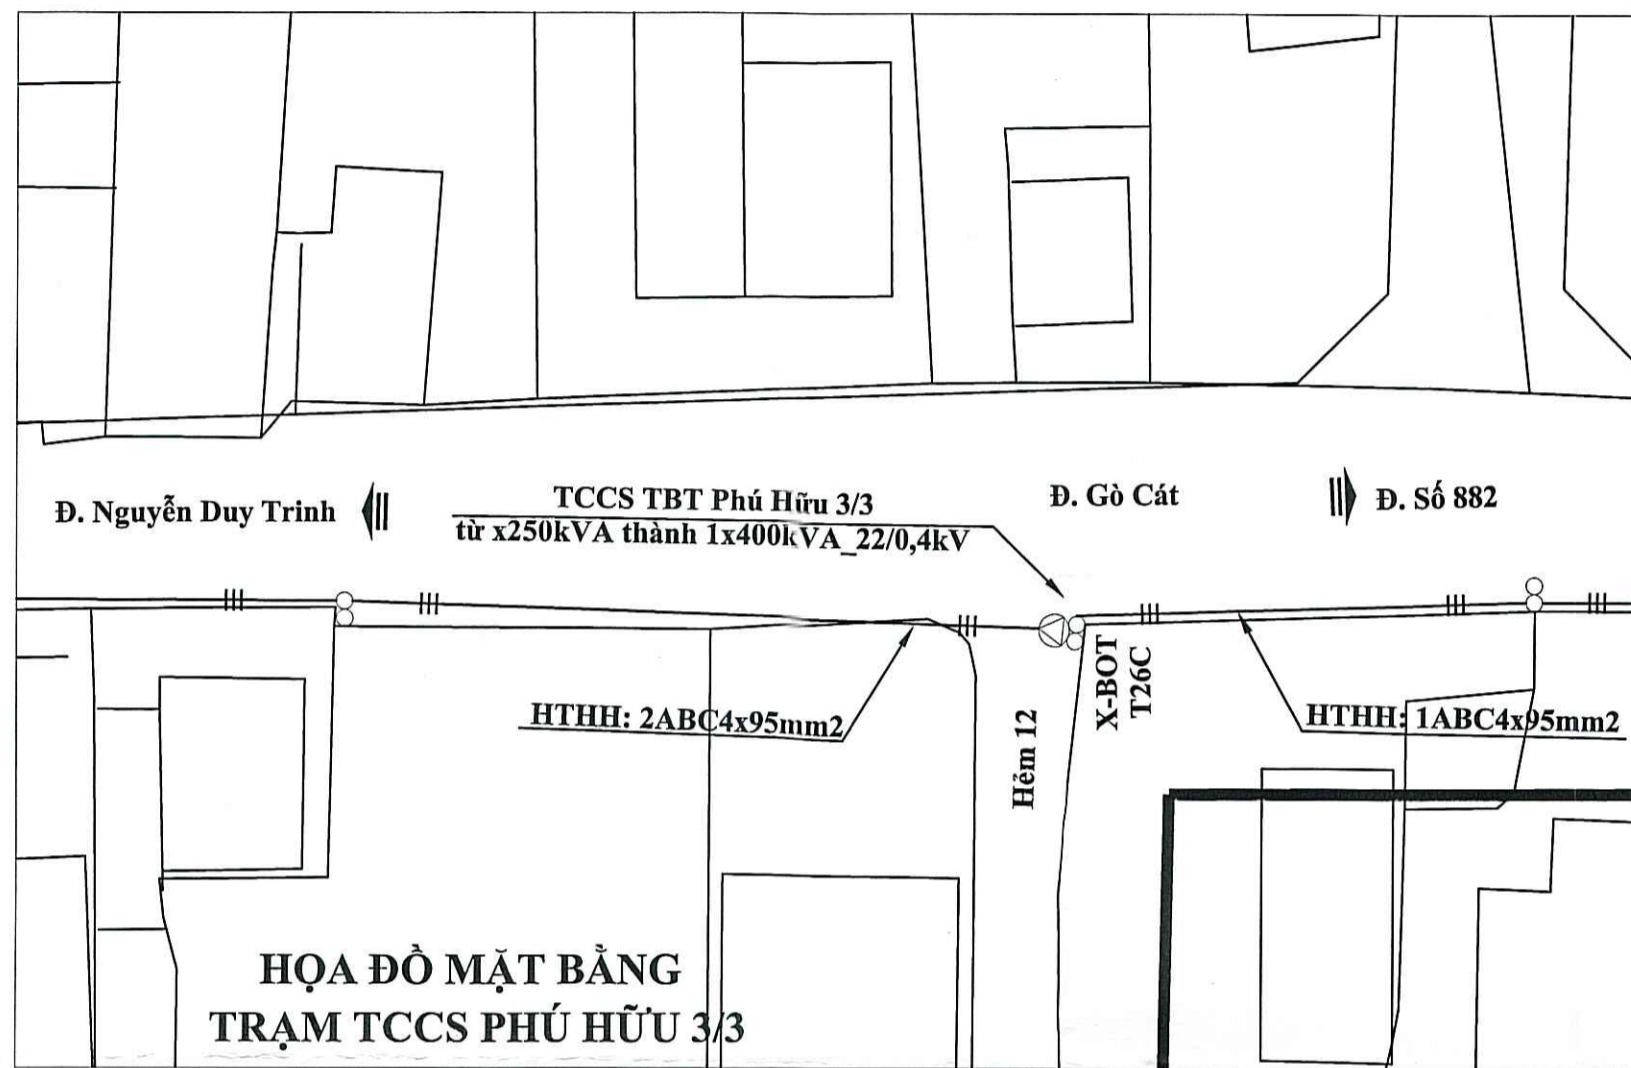 Đ. Nguyễn Duy Trinh
TCCS TBT Phú Hữu 3/3
từ x250kVA thành 1x400kVA_22/0,4kV
Đ. Gò Cát
Đ. Số 882
HTHH: 2ABC4x95mm2
Hẻm 12
X-BOT
T26C
HTHH: 1ABC4x95mm2
HỌA ĐỒ MẶT BẰNG
TRẠM TCCS PHÚ HỮU 3/3